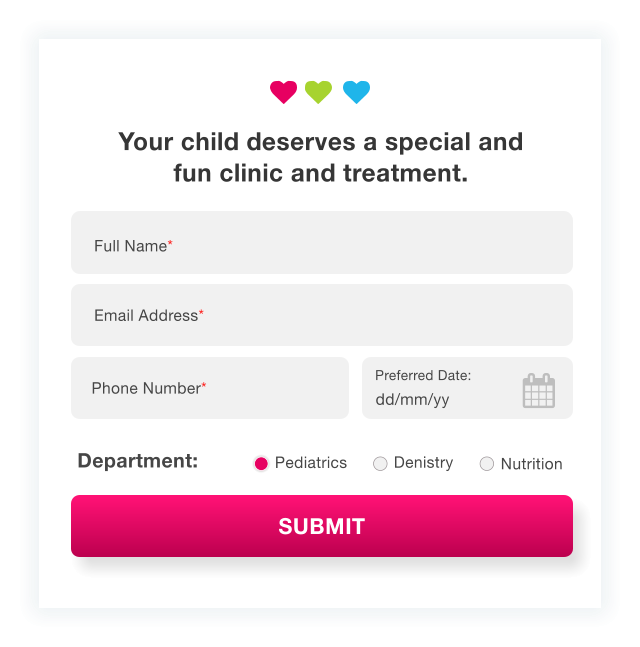 Your child deserves a special and
fun clinic and treatment.
Full Name*
Email Address*
Phone Number*
Preferred Date:
dd/mm/yy
Department: Pediatrics Denistry Nutrition
SUBMIT